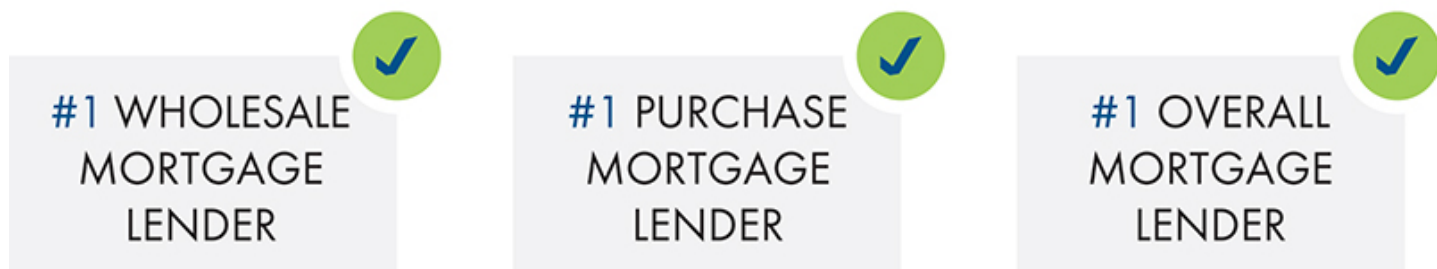 #1 WHOLESALE
MORTGAGE
LENDER
#1 PURCHASE
MORTGAGE
LENDER
#1 OVERALL
MORTGAGE
LENDER